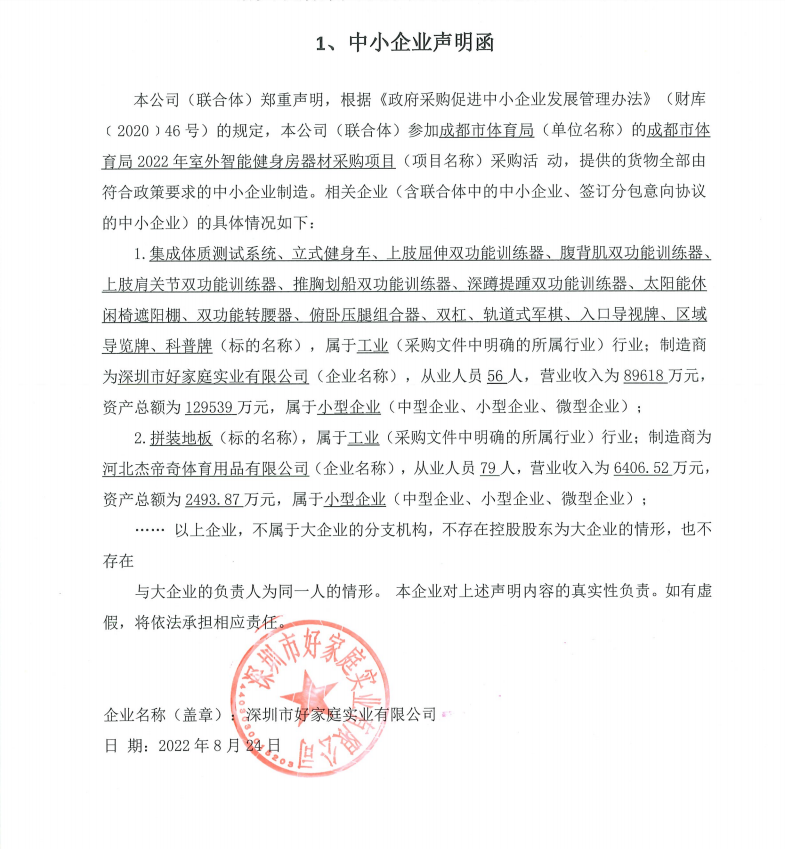 1、中小企业声明函
本公司（联合体）郑重声明，根据《政府采购促进中小企业发展管理办法》（财库
﹝2020﹞46 号）的规定，本公司（联合体）参加成都市体育局（单位名称）的成都市体
育局 2022 年室外智能健身房器材采购项目（项目名称）采购活 动，提供的货物全部由
符合政策要求的中小企业制造。相关企业（含联合体中的中小企业、签订分包意向协议
的中小企业）的具体情况如下：
1.集成体质测试系统、立式健身车、上肢屈伸双功能训练器、腹背肌双功能训练器、
上肢肩关节双功能训练器、推胸划船双功能训练器、深蹲提踵双功能训练器、太阳能休
闲椅遮阳棚、双功能转腰器、俯卧压腿组合器、双杠、轨道式军棋、入口导视牌、区域
导览牌、科普牌（标的名称），属于工业（采购文件中明确的所属行业）行业；制造商
为深圳市好家庭实业有限公司（企业名称），从业人员 56 人，营业收入为 89618 万元，
资产总额为 129539 万元，属于小型企业（中型企业、小型企业、微型企业）；
2.拼装地板（标的名称），属于工业（采购文件中明确的所属行业）行业；制造商为
河北杰帝奇体育用品有限公司（企业名称），从业人员 79 人，营业收入为 6406.52 万元，
资产总额为 2493.87 万元，属于小型企业（中型企业、小型企业、微型企业）；
…… 以上企业，不属于大企业的分支机构，不存在控股股东为大企业的情形，也不
存在
与大企业的负责人为同一人的情形。 本企业对上述声明内容的真实性负责。如有虚
假，将依法承担相应责任。
深圳市好家庭实业有限公司
企业名称（盖章）：深圳市好家庭实业有限公司
日 期：2022 年 8 月 24 日